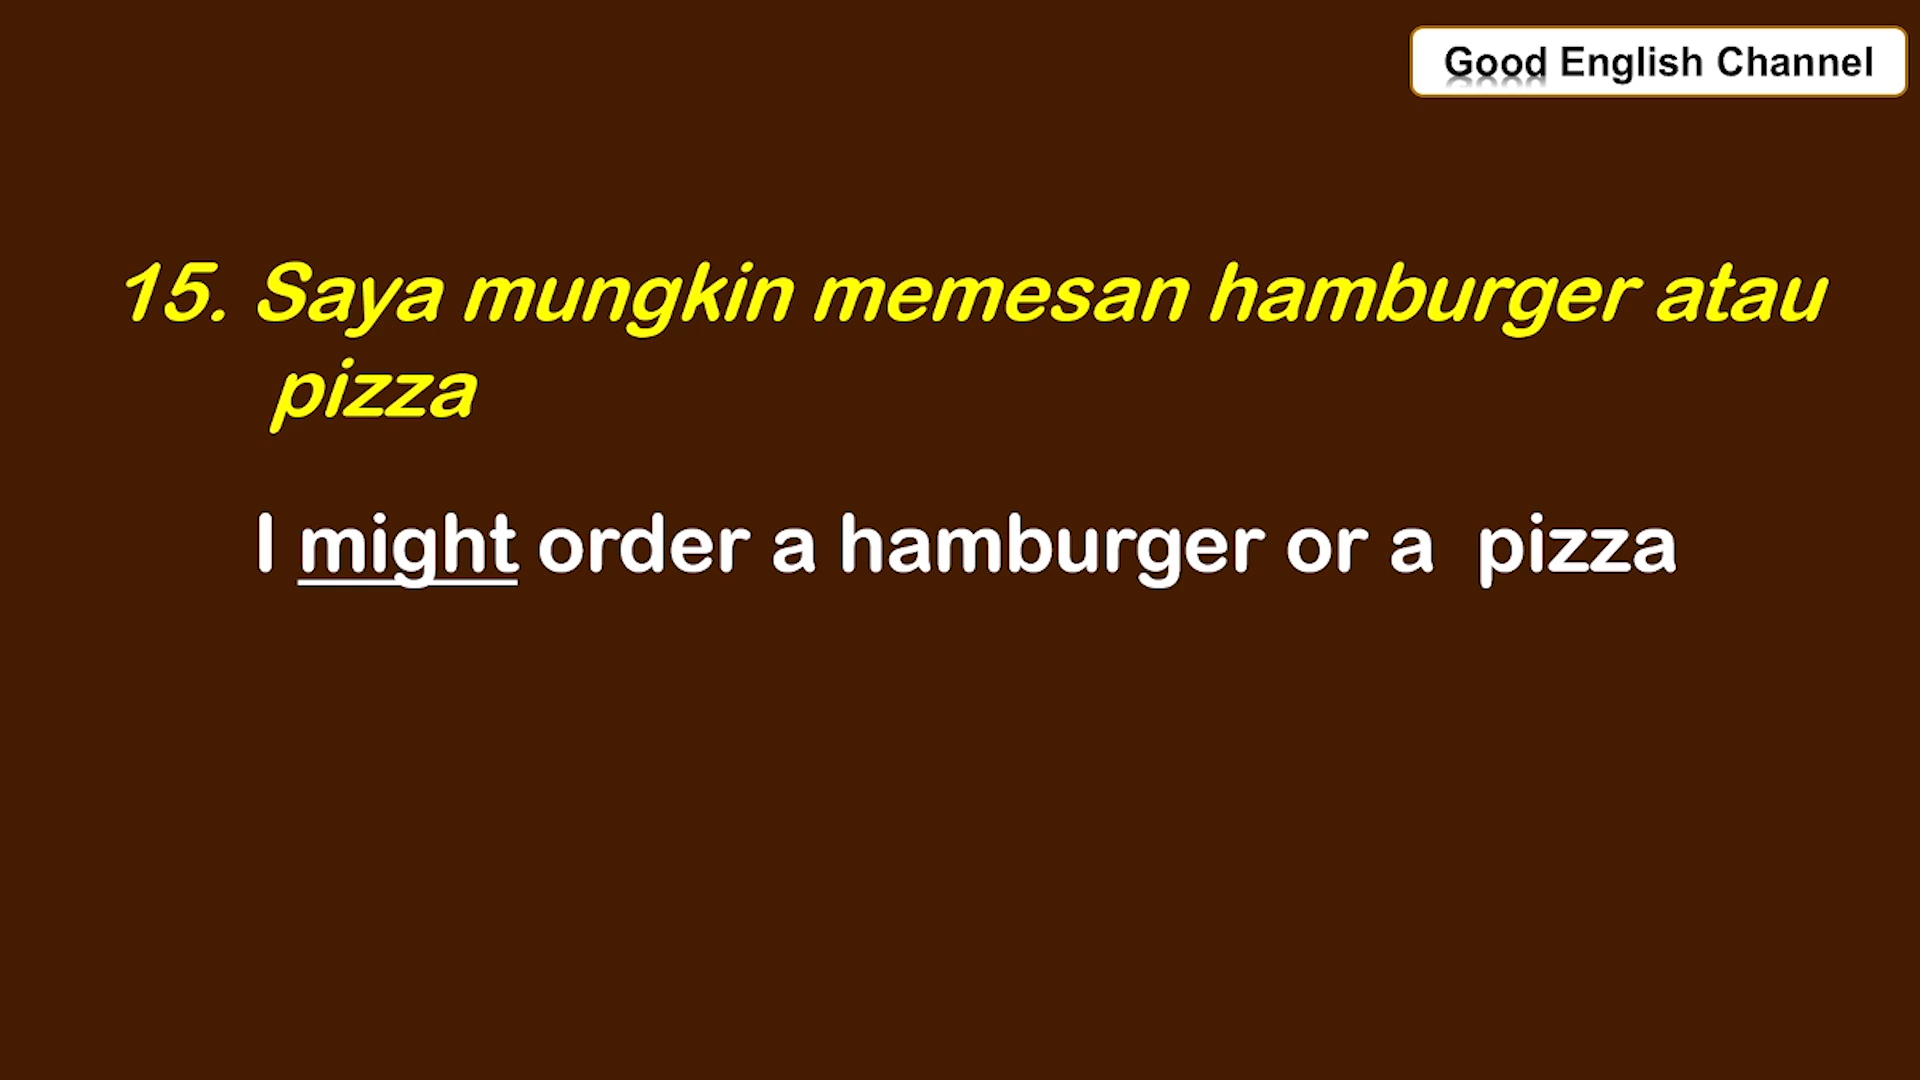 Good English Channel
15. Saya mungkin memesan hamburger atau
pizza
I might order a hamburger or a pizza